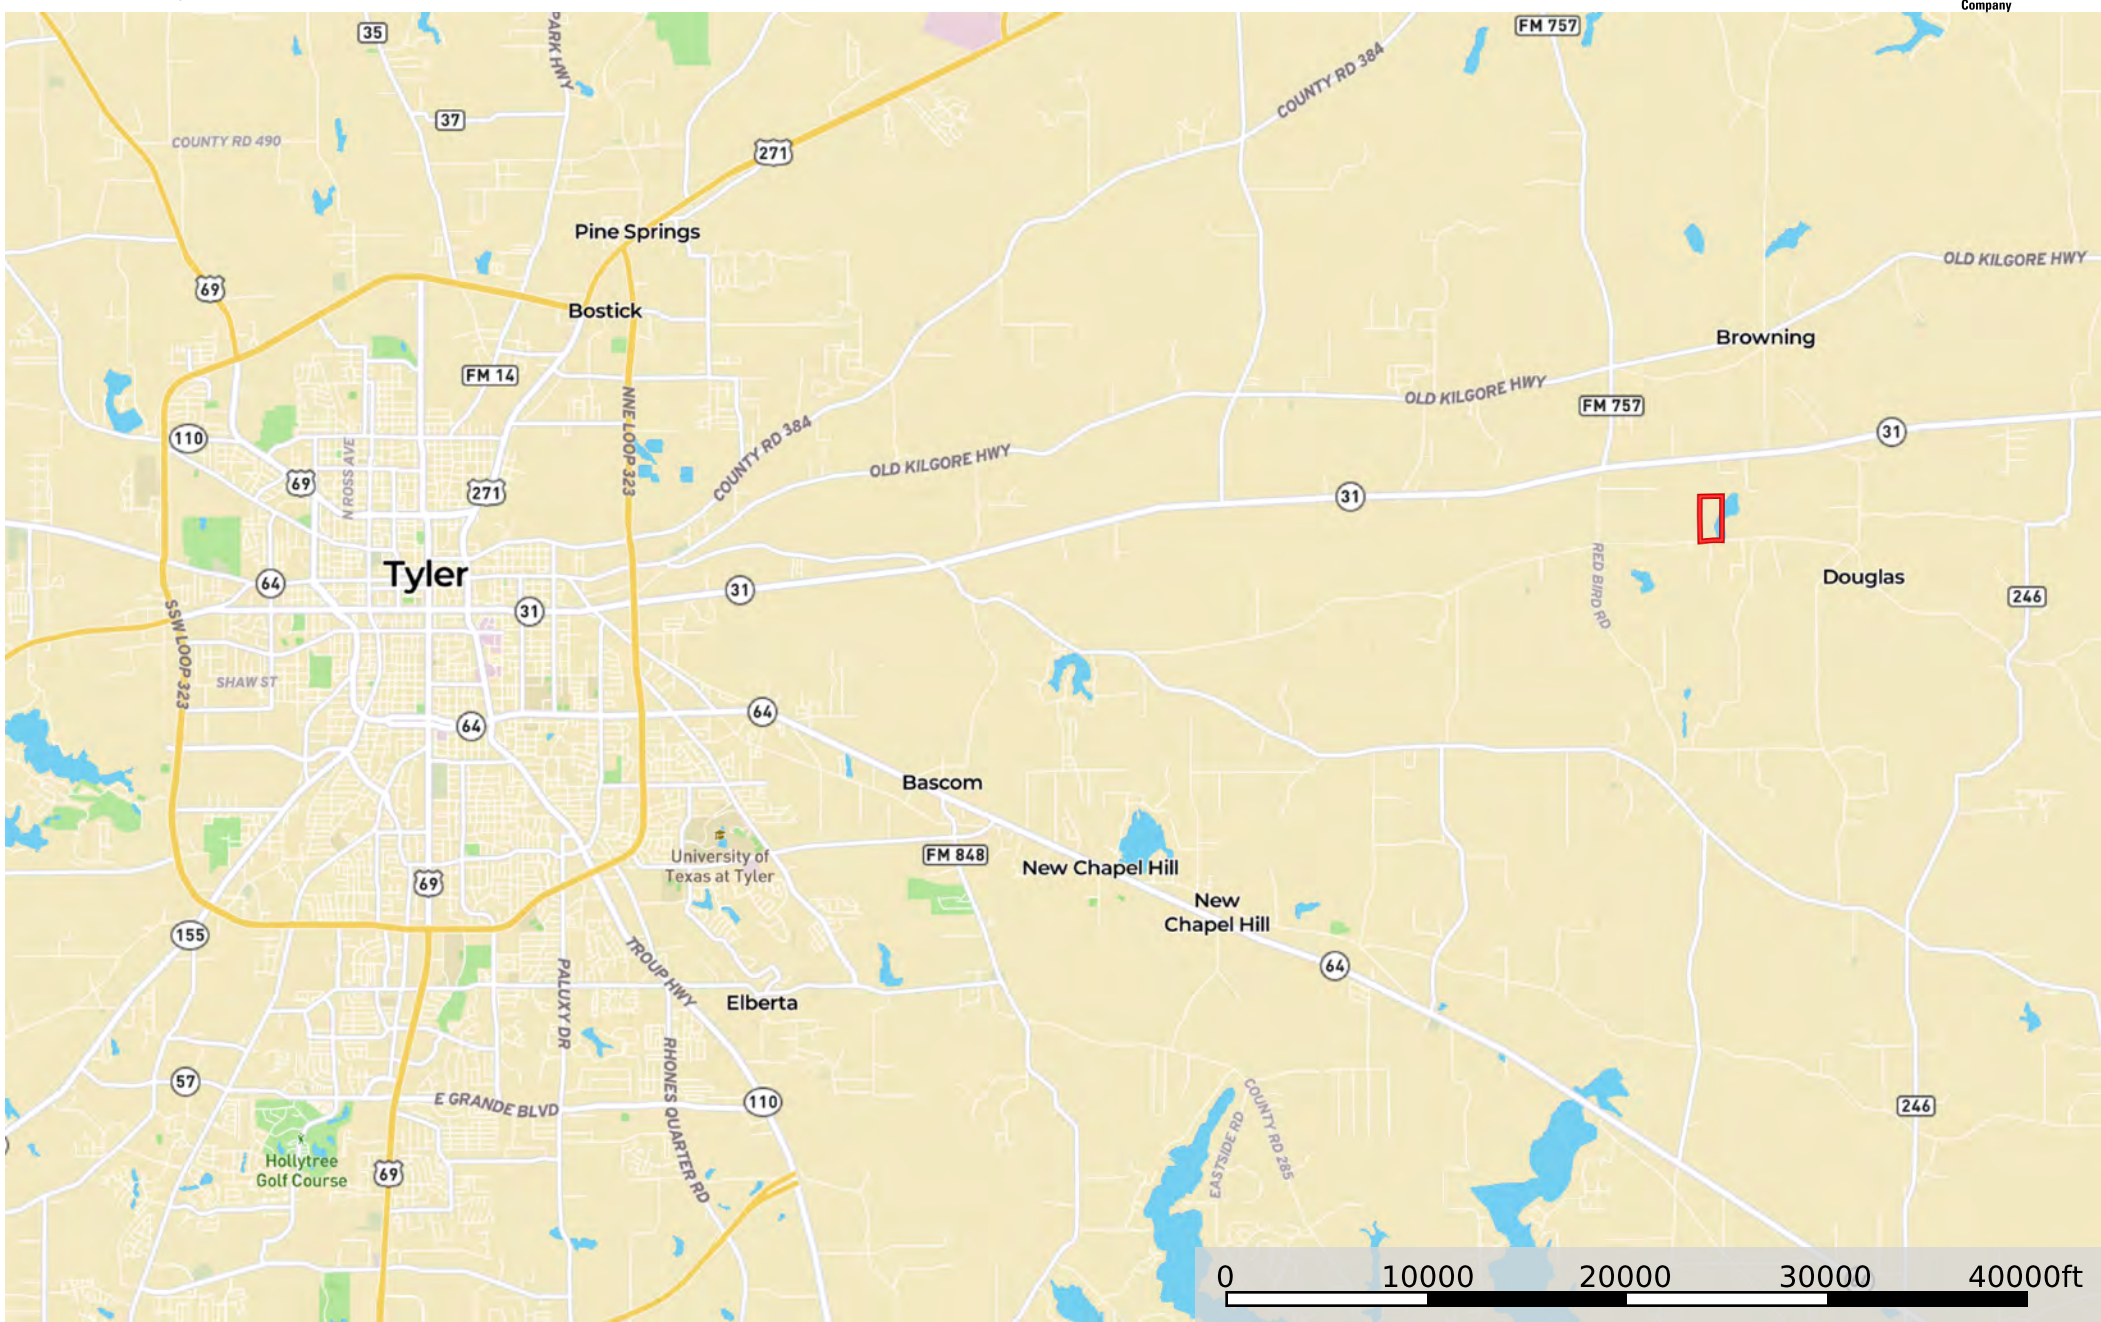 Company
35
PARK HWY
FM 757
COUNTY RD 384
37
COUNTY RD 490
271
Pine Springs
OLD KILGORE HWY
69
Bostick
Browning
FM 14
OLD KILGORE HWY
FM 757
NNE LOOP 323
110
COUNTY RD 384
31
N ROSS AVE
OLD KILGORE HWY
69
271
31
Tyler
64
31
31
RED BIRD RD
Douglas
246
SSW LOOP 323
SHAW ST
64
64
Bascom
University of
Texas at Tyler
FM 848
New Chapel Hill
69
New
Chapel Hill
155
TROUP HWY
64
PALUXY DR
Elberta
57
RHONES QUARTER RD
E GRANDE BLVD
110
EASTSIDE RD
COUNTY RD 285
246
Hollytree
Golf Course
69
0 10000 20000 30000 40000ft